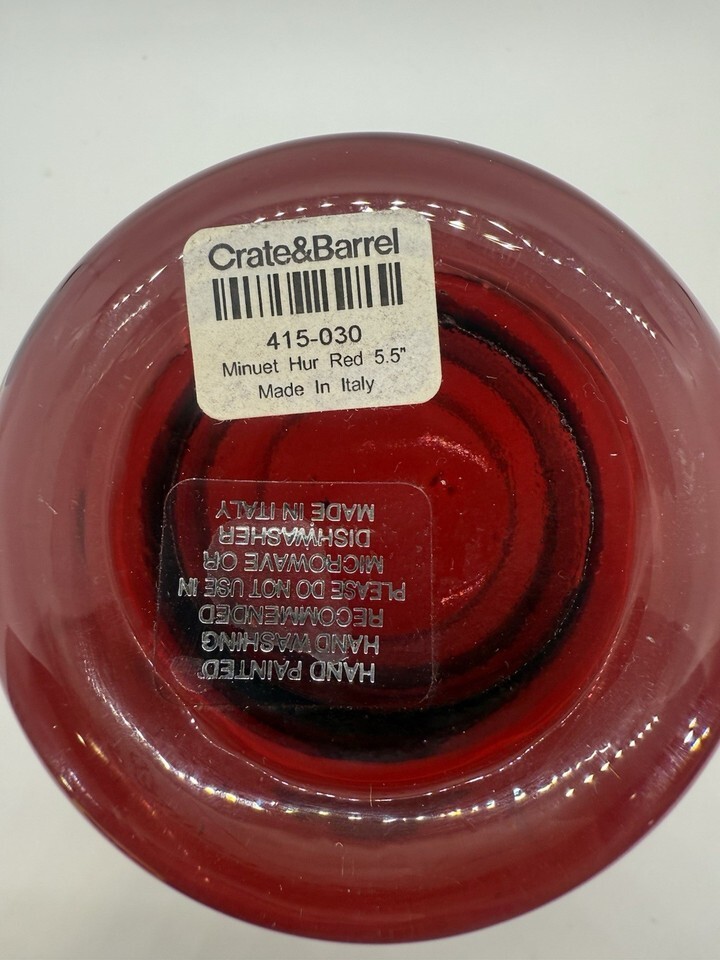 Crate&Barrel
415-030
Minuet Hur Red 5.5"
Made In Italy
HAND PAINTED
HAND WASHING
RECOMMENDED
PLEASE DO NOT USE IN
MICROWAVE OR
DISHWASHER
MADE IN ITALY